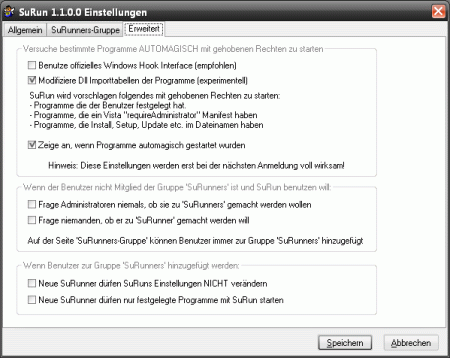 SuRun 1.1.0.0 Einstellungen
Allgemein SuRunners-Gruppe Erweitert
Versuche bestimmte Programme AUTOMAGISCH mit gehobenen Rechten zu starten
Benutze offizielles Windows Hook Interface (empfohlen)
Modifiziere Dll Importtabellen der Programme (experimentell)
SuRun wird vorschlagen folgendes mit gehobenen Rechten zu starten:
- Programme die der Benutzer festgelegt hat.
- Programme, die ein Vista "requireAdministrator" Manifest haben
- Programme, die Install, Setup, Update etc. im Dateinamen haben
Zeige an, wenn Programme automagisch gestartet wurden
Hinweis: Diese Einstellungen werden erst bei der nächsten Anmeldung voll wirksam!
Wenn der Benutzer nicht Mitglied der Gruppe 'SuRunners' ist und SuRun benutzen will:
Frage Administratoren niemals, ob sie zu 'SuRunners' gemacht werden wollen
Frage niemanden, ob er zu 'SuRunner' gemacht werden will
Auf der Seite 'SuRunners-Gruppe' können Benutzer immer zur Gruppe 'SuRunners' hinzugefügt
Wenn Benutzer zur Gruppe 'SuRunners' hinzugefügt werden:
Neue SuRunner dürfen SuRuns Einstellungen NICHT verändern
Neue SuRunner dürfen nur festgelegte Programme mit SuRun starten
Speichern Abbrechen